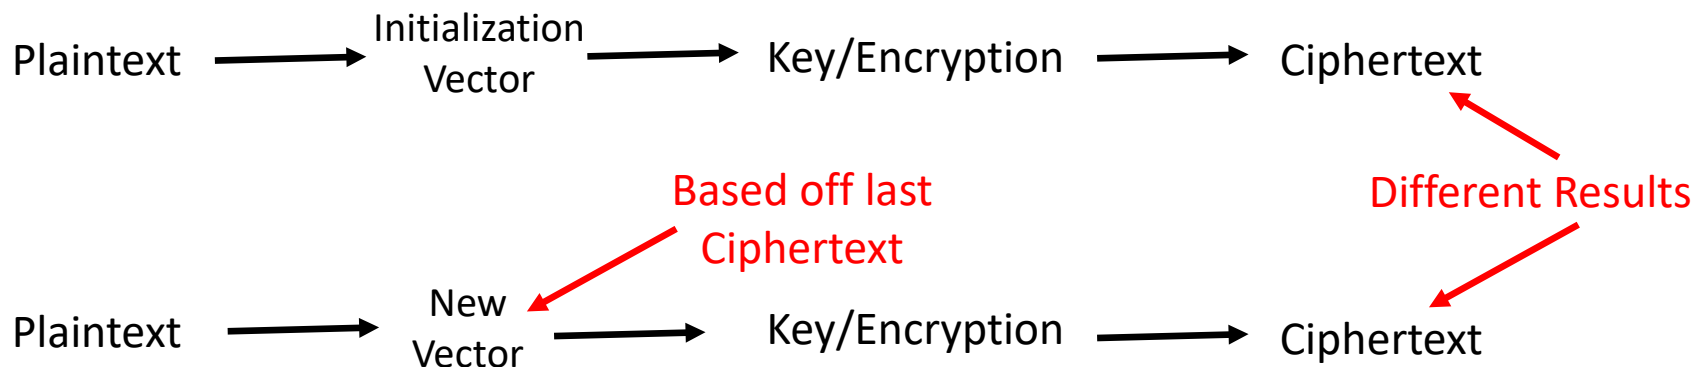 Plaintext
Initialization
Vector
Key/Encryption
Ciphertext
Based off last
Ciphertext
Different Results
Plaintext
New
Vector
Key/Encryption
Ciphertext